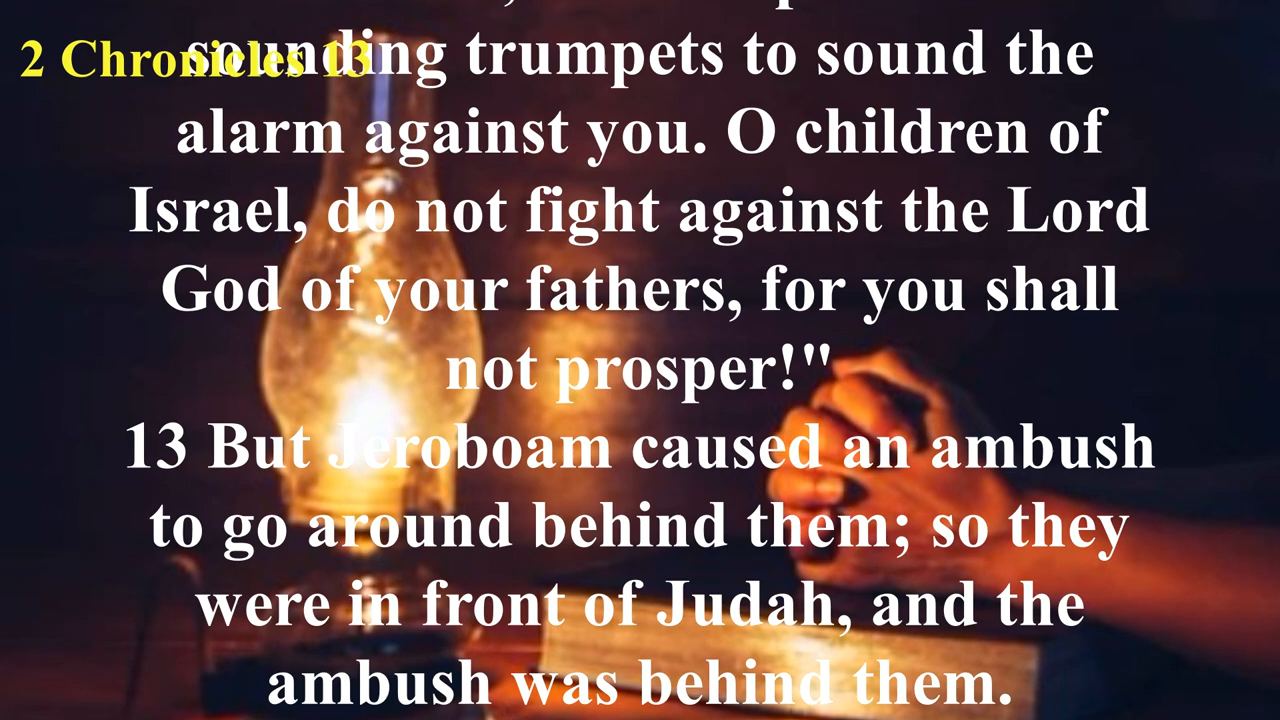 2 Chronicles 13
sounding trumpets to sound the
alarm against you. O children of
Israel, do not fight against the Lord
God of your fathers, for you shall
not prosper!"
13 But Jeroboam caused an ambush
to go around behind them; so they
were in front of Judah, and the
ambush was behind them.